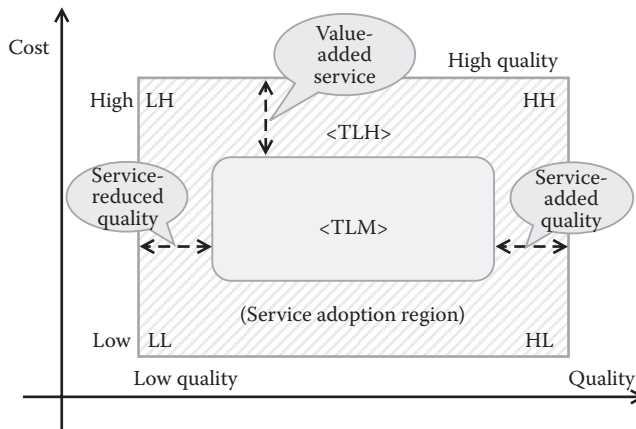 Cost
Value-
added
service
High quality
High
LH
HH
<TLH>
Service-
reduced
quality
Service-
added
quality
<TLM>
(Service adoption region)
Low
LL
HL
Low quality
Quality